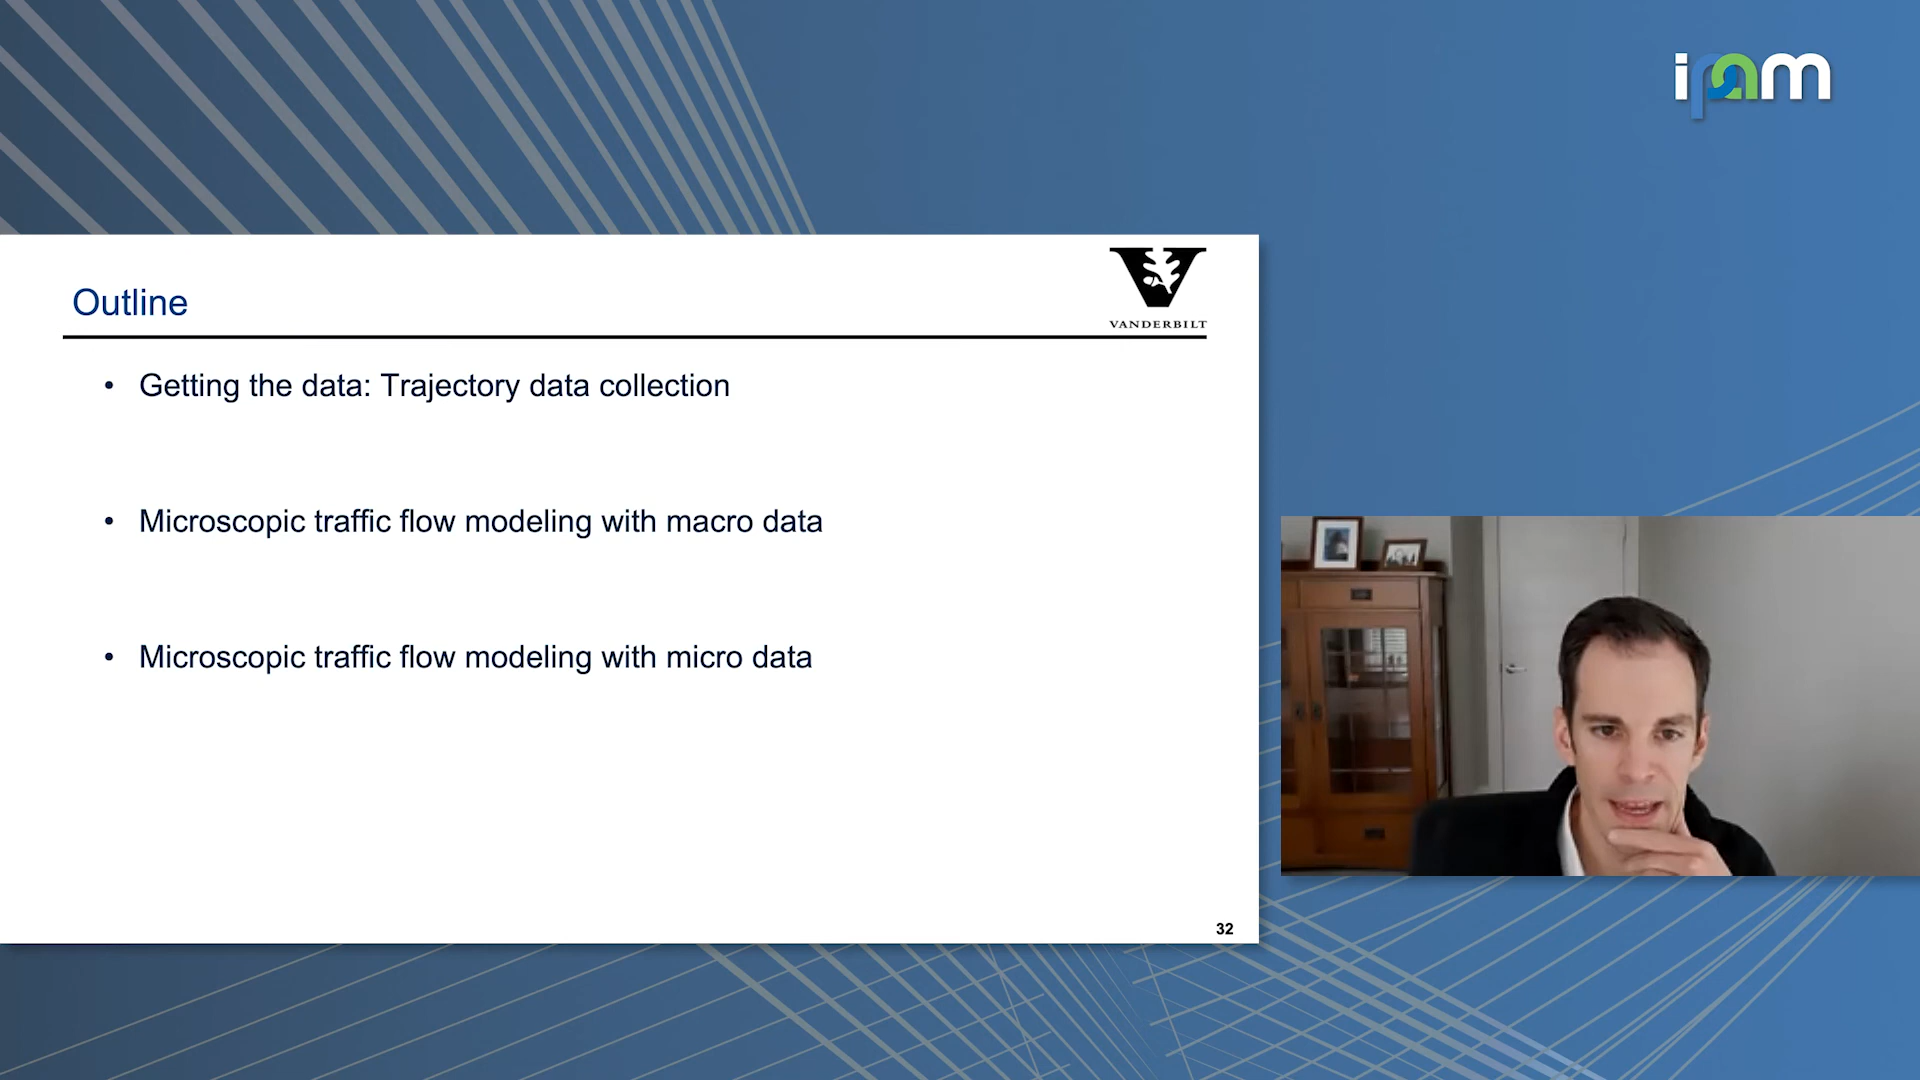 ipam
Outline
VANDERBILT
• Getting the data: Trajectory data collection
• Microscopic traffic flow modeling with macro data
• Microscopic traffic flow modeling with micro data
32